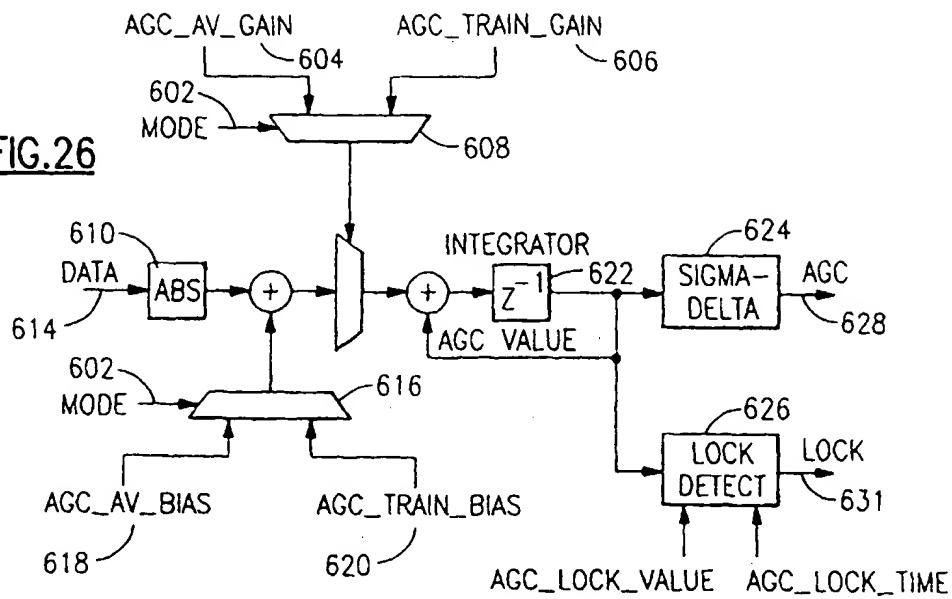 AGC_AV_GAIN
604
AGC_TRAIN_GAIN
606
602
MODE
608
FIG.26
610
DATA
614
ABS
+
+
INTEGRATOR
Z-1
622
AGC VALUE
624
SIGMA-
DELTA
AGC
628
602
MODE
616
626
LOCK
DETECT
LOCK
631
AGC_AV_BIAS
618
AGC_TRAIN_BIAS
620
AGC_LOCK_VALUE
AGC_LOCK_TIME